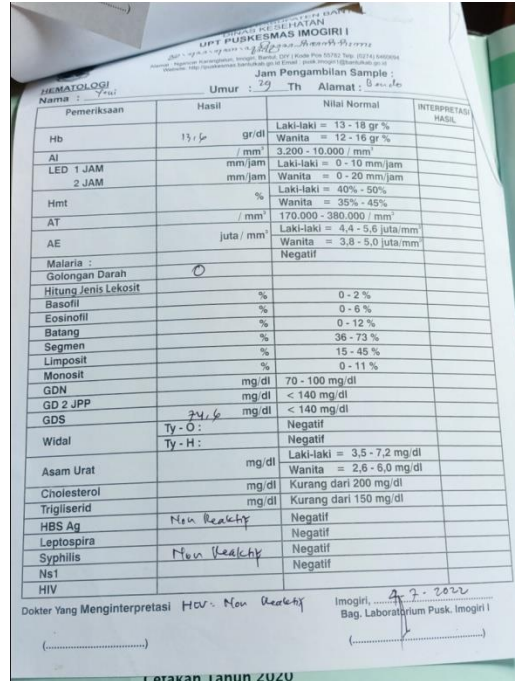 KABUPATEN BANT
DINAS KESEHATAN
UPT PUSKESMAS IMOGIRI I
Jam Pengambilan Sample :
HEMATOLOGI
Nama : Umur : 29 Th Alamat :
Pemeriksaan Hasil Nilai Normal INTERPRETASI HASIL
Hb 13,6 gr/dl Laki-laki = 13 - 18 gr %
Wanita = 12 - 16 gr %
Al / mm³ 3.200 - 10.000 / mm³
LED 1 JAM mm/jam Laki-laki = 0 - 10 mm/jam
2 JAM mm/jam Wanita = 0 - 20 mm/jam
Hmt % Laki-laki = 40% - 50%
Wanita = 35% - 45%
AT / mm³ 170.000 - 380.000 / mm³
AE juta / mm³ Laki-laki = 4,4 - 5,6 juta/mm³
Wanita = 3,8 - 5,0 juta/mm³
Malaria : Negatif
Golongan Darah O
Hitung Jenis Lekosit
Basofil % 0 - 2 %
Eosinofil % 0 - 6 %
Batang % 0 - 12 %
Segmen % 36 - 73 %
Limposit % 15 - 45 %
Monosit % 0 - 11 %
GDN mg/dl 70 - 100 mg/dl
GD 2 JPP mg/dl < 140 mg/dl
GDS 74,6 mg/dl < 140 mg/dl
Widal Ty - O : Negatif
Ty - H : Negatif
Asam Urat mg/dl Laki-laki = 3,5 - 7,2 mg/dl
Wanita = 2,6 - 6,0 mg/dl
Cholesterol mg/dl Kurang dari 200 mg/dl
Trigliserid mg/dl Kurang dari 150 mg/dl
HBS Ag Non Reaktif Negatif
Leptospira Negatif
Syphilis Non Reaktif Negatif
Ns1 Negatif
HIV
Dokter Yang Menginterpretasi Non Reaktif Imogiri, 4 - 7 - 2022
Bag. Laboratorium Pusk. Imogiri I
(..............................) (..............................)
Cetakan Tahun 2020